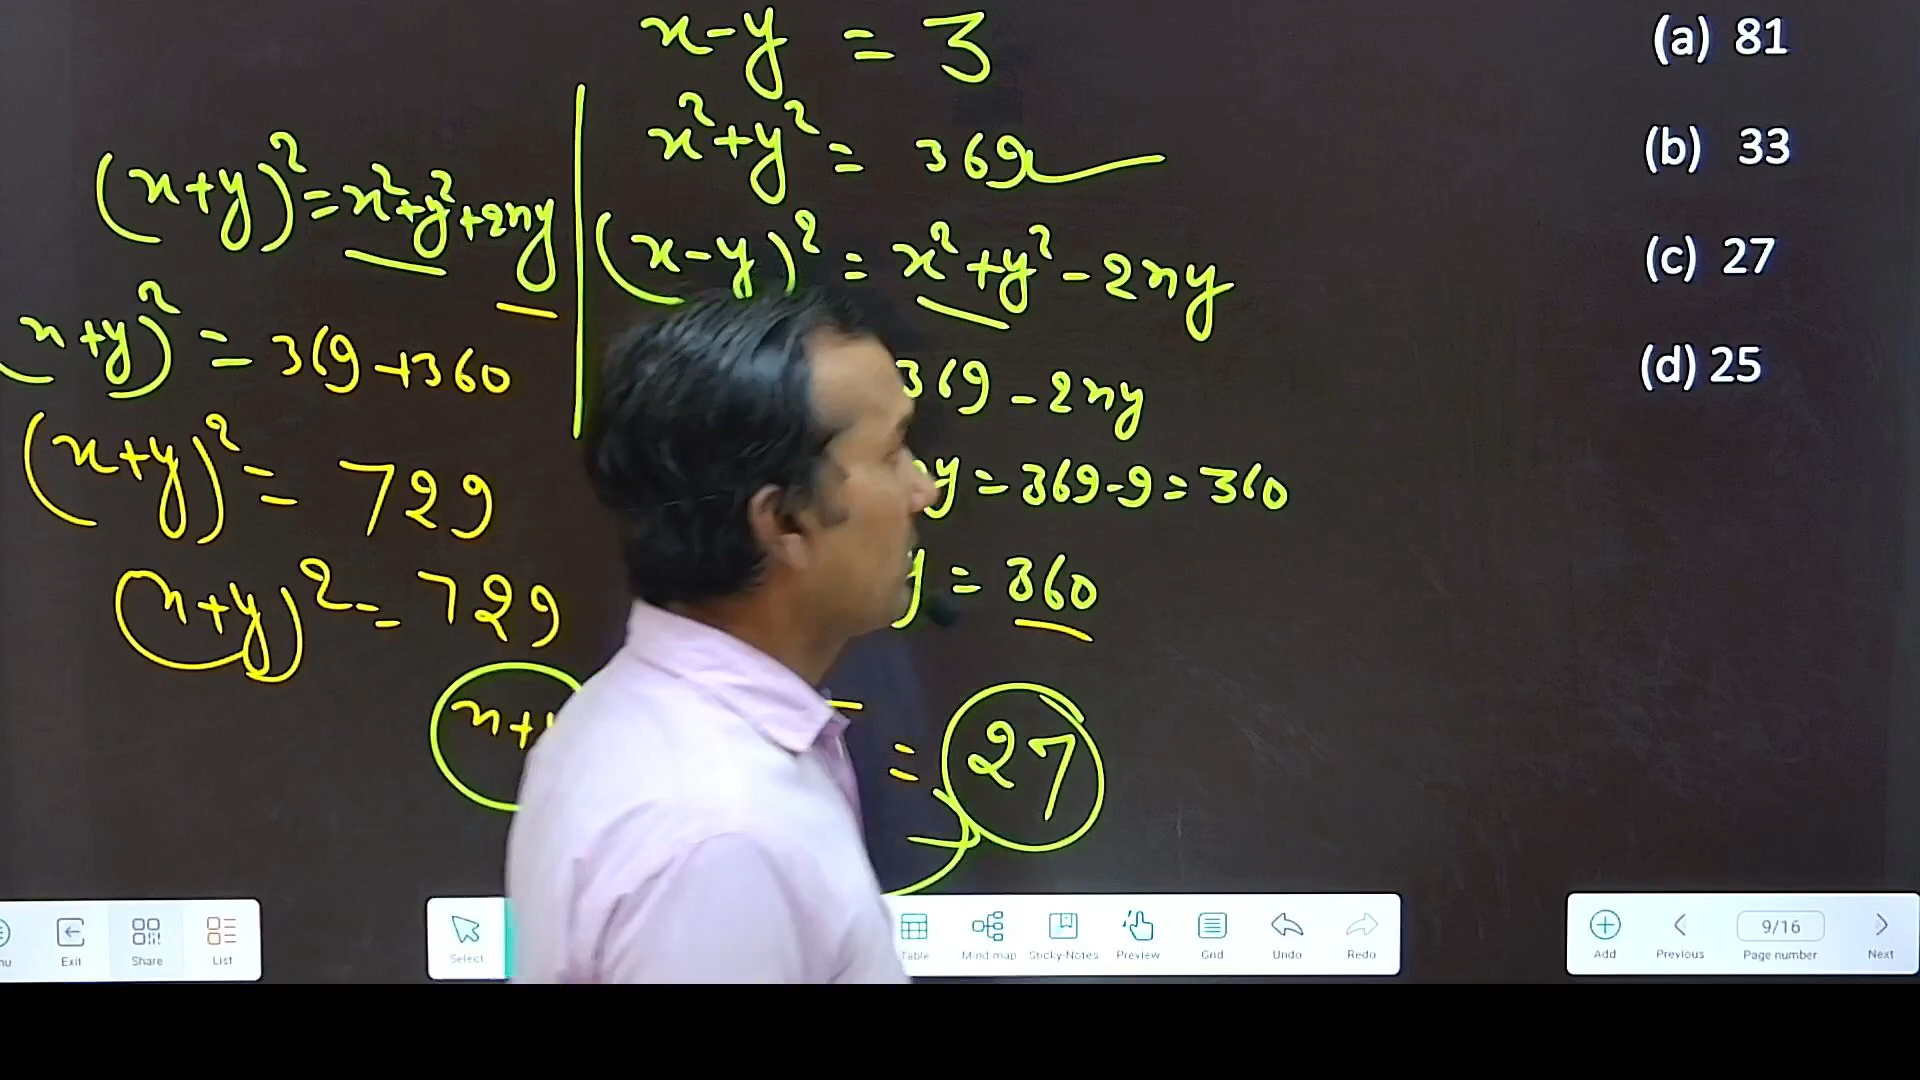 x-y = 3
x²+y² = 369
(x-y)² = x²+y²-2xy
369 - 2xy
y = 369-9 = 360
y = 360
(x+y)² = x²+y²+2xy
x+y)² = 369+360
(x+y)² = 729
(x+y)² = 729
x+
= 27
(a) 81
(b) 33
(c) 27
(d) 25
Exit
Share
List
Select
Table
Mind map
Sticky-Notes
Preview
Grid
Undo
Redo
Add
Previous
9/16
Page number
Next